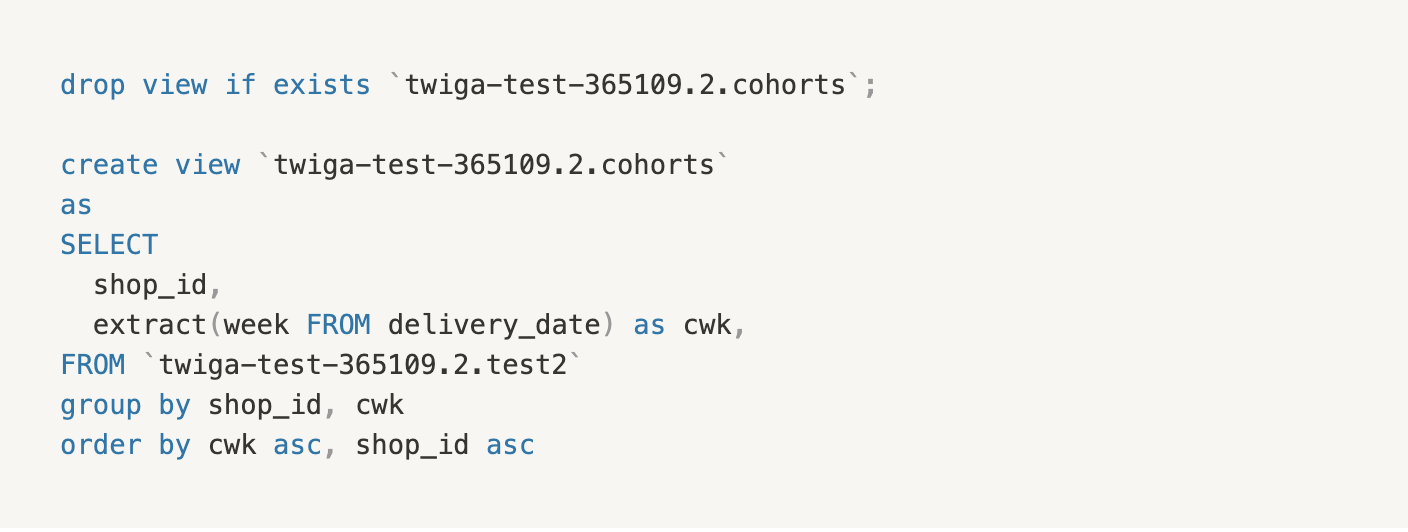 drop view if exists `twiga-test-365109.2.cohorts`;
create view `twiga-test-365109.2.cohorts`
as
SELECT
shop_id,
extract(week FROM delivery_date) as cwk,
FROM `twiga-test-365109.2.test2`
group by shop_id, cwk
order by cwk asc, shop_id asc